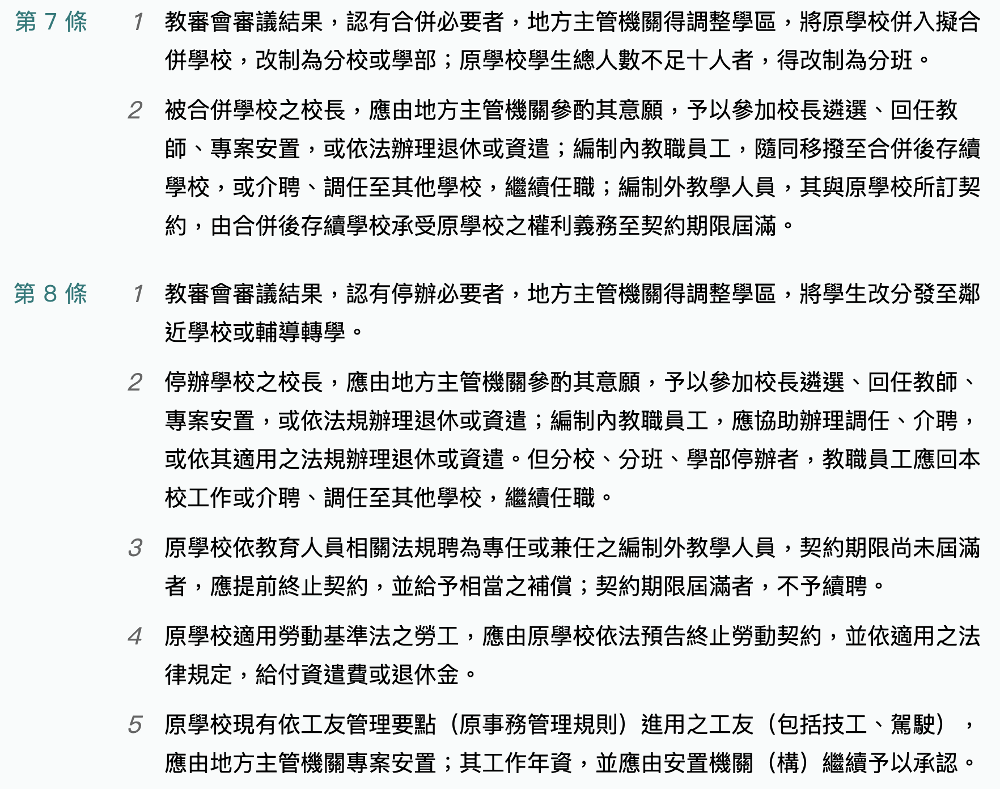 第 7 條 1 教審會審議結果，認有合併必要者，地方主管機關得調整學區，將原學校併入擬合
併學校，改制為分校或學部；原學校學生總人數不足十人者，得改制為分班。
2 被合併學校之校長，應由地方主管機關參酌其意願，予以參加校長遴選、回任教
師、專案安置，或依法辦理退休或資遣；編制內教職員工，隨同移撥至合併後存續
學校，或介聘、調任至其他學校，繼續任職；編制外教學人員，其與原學校所訂契
約，由合併後存續學校承受原學校之權利義務至契約期限屆滿。
第 8 條 1 教審會審議結果，認有停辦必要者，地方主管機關得調整學區，將學生改分發至鄰
近學校或輔導轉學。
2 停辦學校之校長，應由地方主管機關參酌其意願，予以參加校長遴選、回任教師、
專案安置，或依法規辦理退休或資遣；編制內教職員工，應協助辦理調任、介聘，
或依其適用之法規辦理退休或資遣。但分校、分班、學部停辦者，教職員工應回本
校工作或介聘、調任至其他學校，繼續任職。
3 原學校依教育人員相關法規聘為專任或兼任之編制外教學人員，契約期限尚未屆滿
者，應提前終止契約，並給予相當之補償；契約期限屆滿者，不予續聘。
4 原學校適用勞動基準法之勞工，應由原學校依法預告終止勞動契約，並依適用之法
律規定，給付資遣費或退休金。
5 原學校現有依工友管理要點（原事務管理規則）進用之工友（包括技工、駕駛），
應由地方主管機關專案安置；其工作年資，並應由安置機關（構）繼續予以承認。